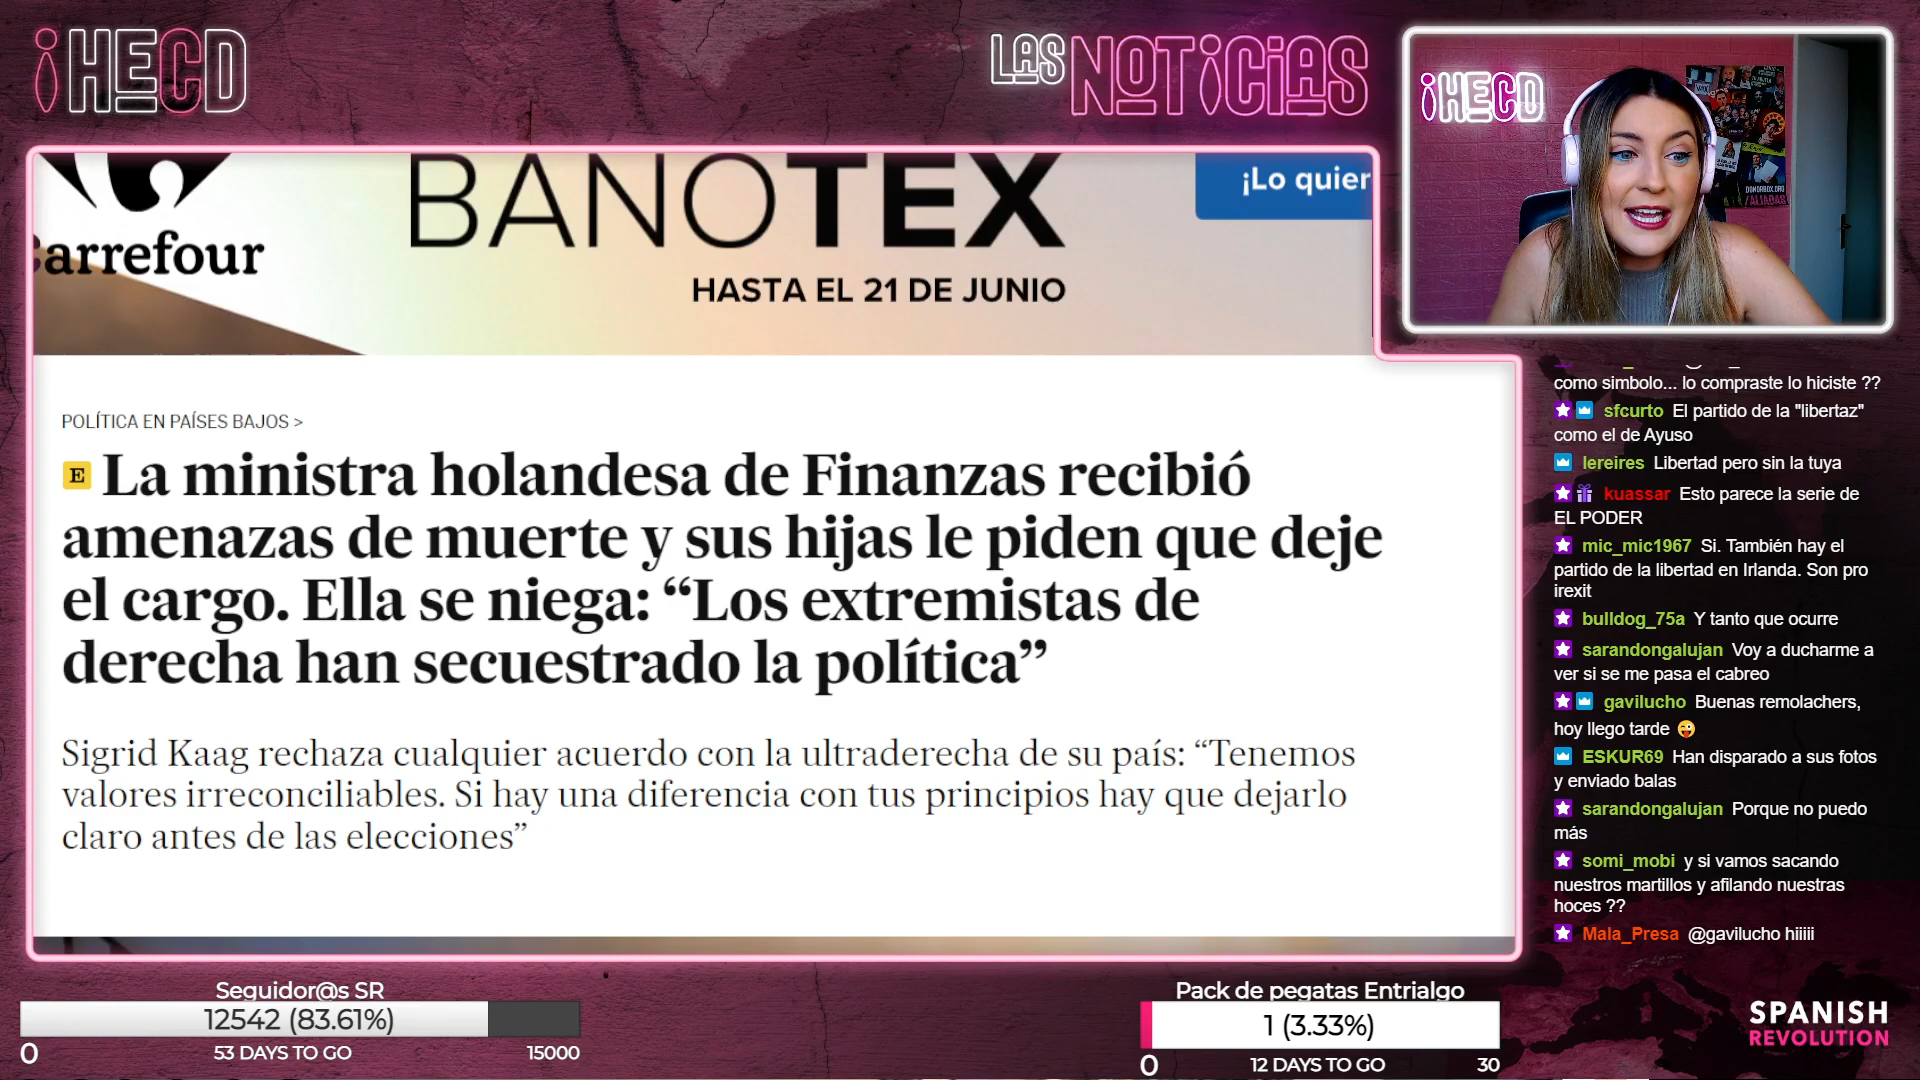 ¡HECD
LAS NOTICIAS
¡HECD
DONORBOX.ORG
/ALIADAS
Carrefour
BANOTEX
HASTA EL 21 DE JUNIO
¡Lo quier
POLÍTICA EN PAÍSES BAJOS >
E La ministra holandesa de Finanzas recibió
amenazas de muerte y sus hijas le piden que deje
el cargo. Ella se niega: “Los extremistas de
derecha han secuestrado la política”
Sigrid Kaag rechaza cualquier acuerdo con la ultraderecha de su país: “Tenemos
valores irreconciliables. Si hay una diferencia con tus principios hay que dejarlo
claro antes de las elecciones”
como simbolo... lo compraste lo hiciste ??
sfcurto El partido de la "libertaz"
como el de Ayuso
lereires Libertad pero sin la tuya
kuassar Esto parece la serie de
EL PODER
mic_mic1967 Si. También hay el
partido de la libertad en Irlanda. Son pro
irexit
bulldog_75a Y tanto que ocurre
sarandongalujan Voy a ducharme a
ver si se me pasa el cabreo
gavilucho Buenas remolachers,
hoy llego tarde 😜
ESKUR69 Han disparado a sus fotos
y enviado balas
sarandongalujan Porque no puedo
más
somi_mobi y si vamos sacando
nuestros martillos y afilando nuestras
hoces ??
Mala_Presa @gavilucho hiiiii
Seguidor@s SR
12542 (83.61%)
0 53 DAYS TO GO 15000
Pack de pegatas Entrialgo
1 (3.33%)
0 12 DAYS TO GO 30
SPANISH
REVOLUTION